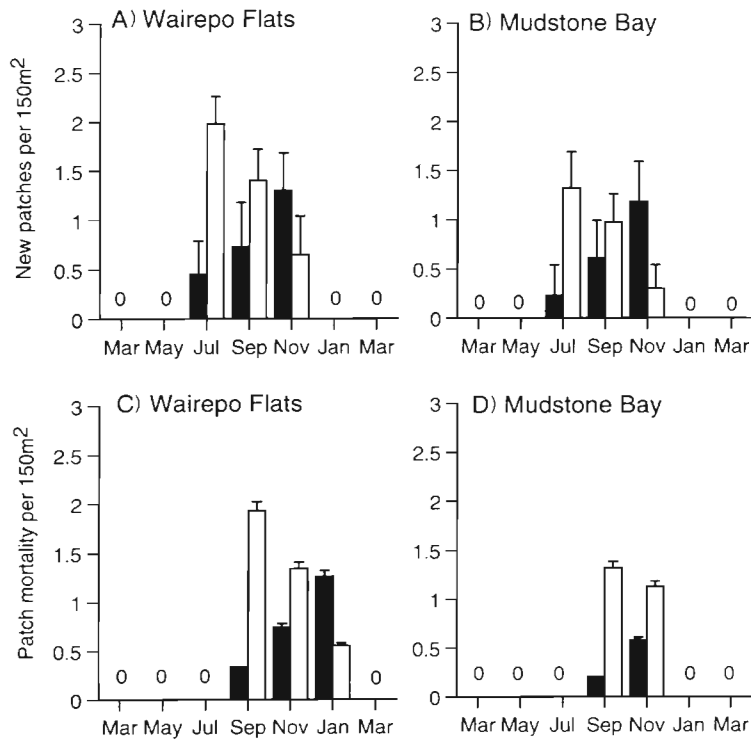 A) Wairepo Flats
New patches per 150m²
3
2.5
2
1.5
1
0.5
0
0 0 0 0
Mar May Jul Sep Nov Jan Mar
B) Mudstone Bay
3
2.5
2
1.5
1
0.5
0
0 0 0 0
Mar May Jul Sep Nov Jan Mar
C) Wairepo Flats
Patch mortality per 150m²
3
2.5
2
1.5
1
0.5
0
0 0 0 0
Mar May Jul Sep Nov Jan Mar
D) Mudstone Bay
3
2.5
2
1.5
1
0.5
0
0 0 0 0 0
Mar May Jul Sep Nov Jan Mar